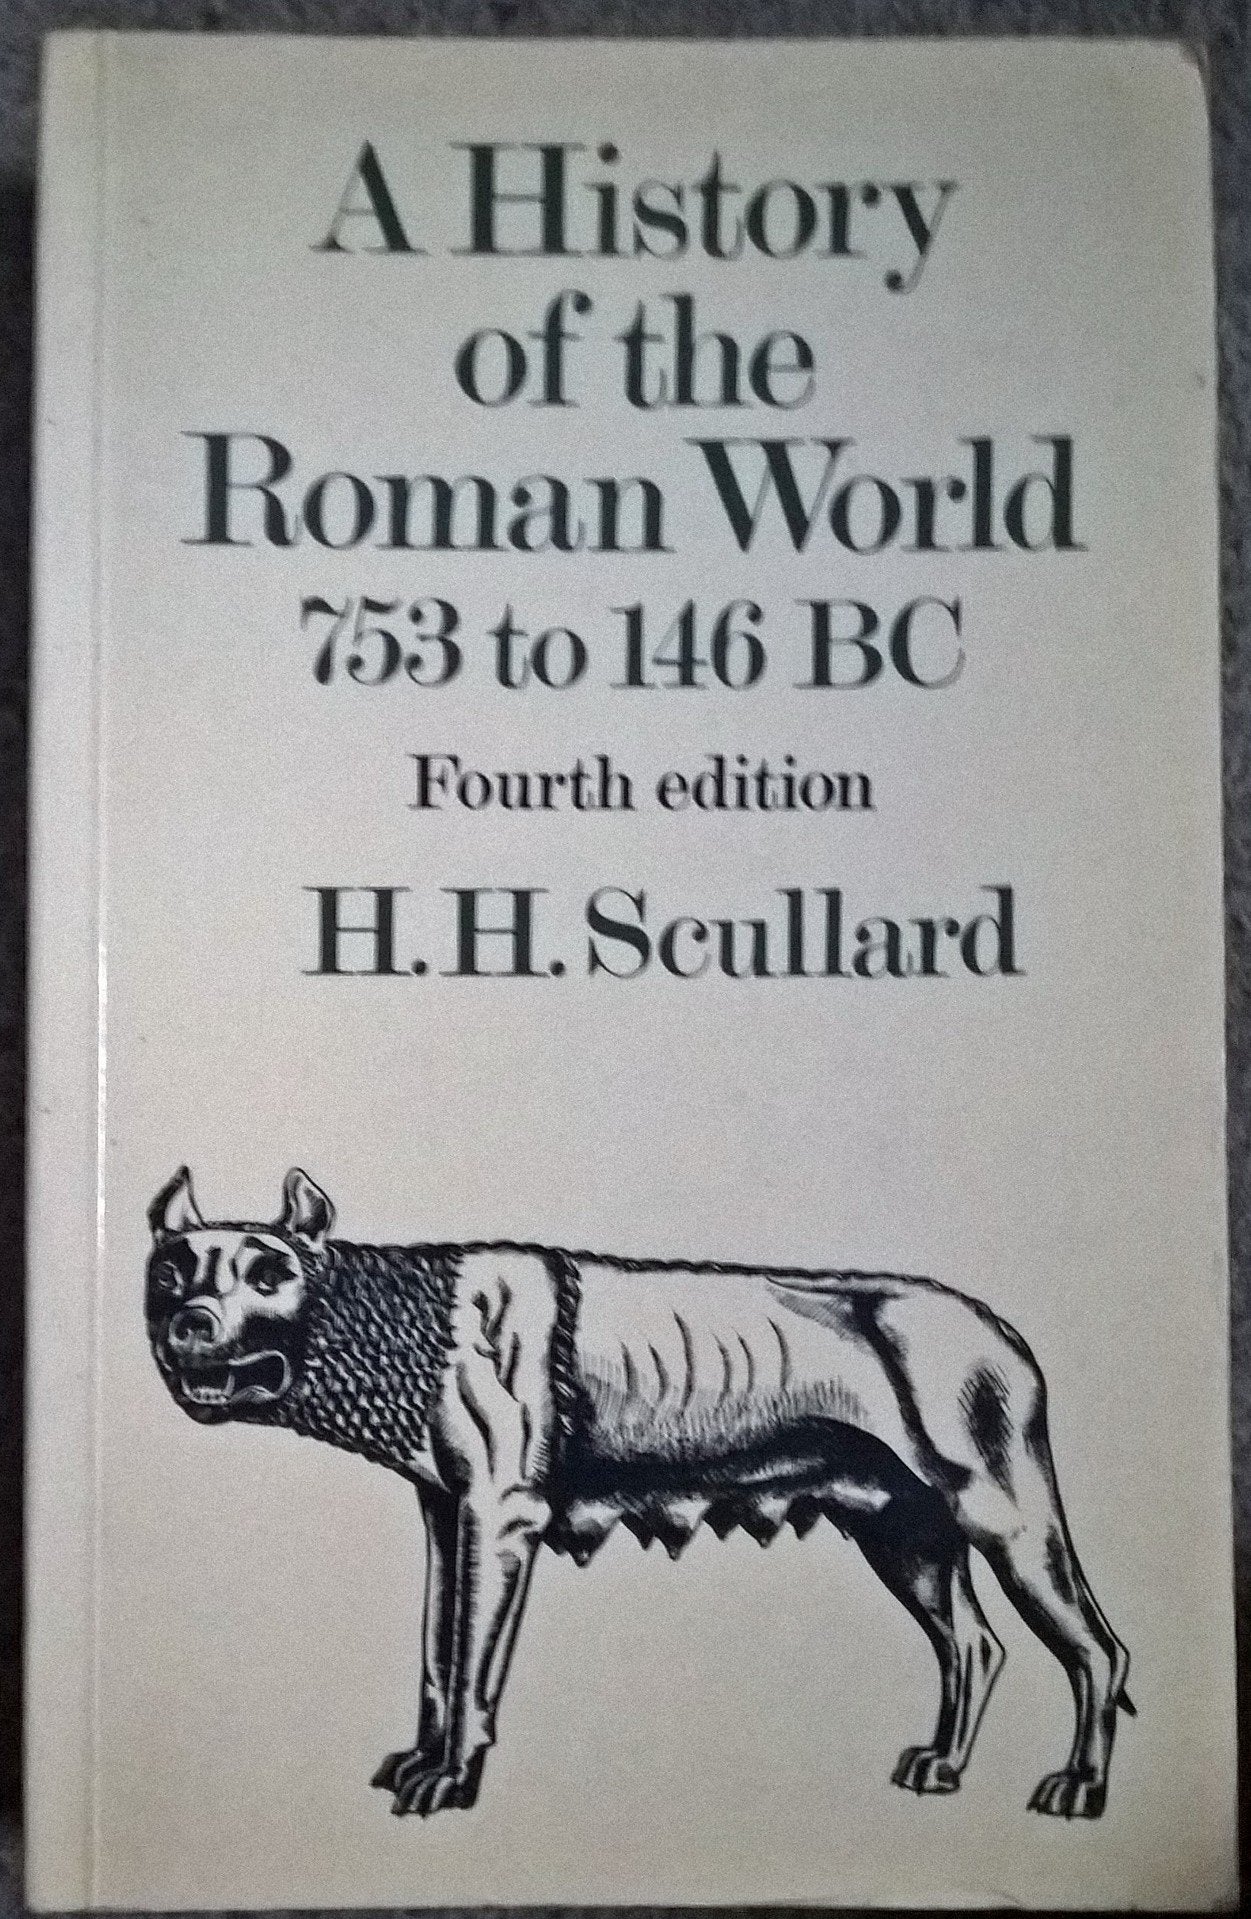 A History
of the
Roman World
753 to 146 BC
Fourth edition
H.H. Scullard